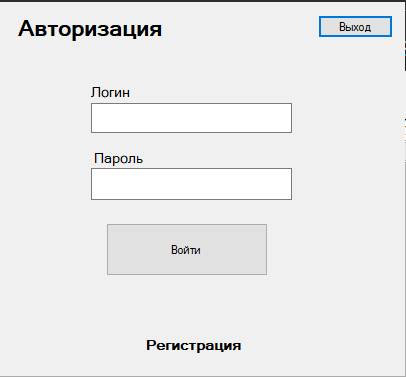 Авторизация
Выход
Логин
Пароль
Войти
Регистрация